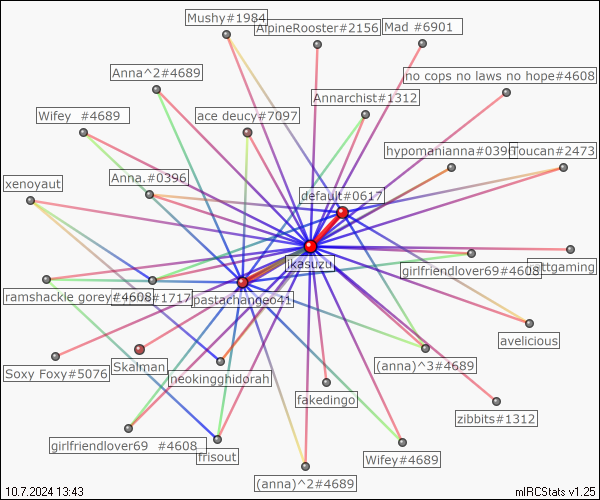 Mushy#1984
AlpineRooster#2156
Mad #6901
Anna^2#4689
no cops no laws no hope#4608
Annarchist#1312
Wifey  #4689
ace deucy#7097
hypomanianna#0396
Toucan#2473
Anna.#0396
xenoyaut
default#0617
jkasuzu
girlfriendlover69#4608
ttgaming
ramshackle gorey#4608
#1717
pastachange041
avelicious
Soxy Foxy#5076
Skalman
neokingghidorah
(anna)^3#4689
fakedingo
zibbits#1312
girlfriendlover69  #4608
frisout
Wifey#4689
(anna)^2#4689
10.7.2024 13:43
mIRCStats v1.25